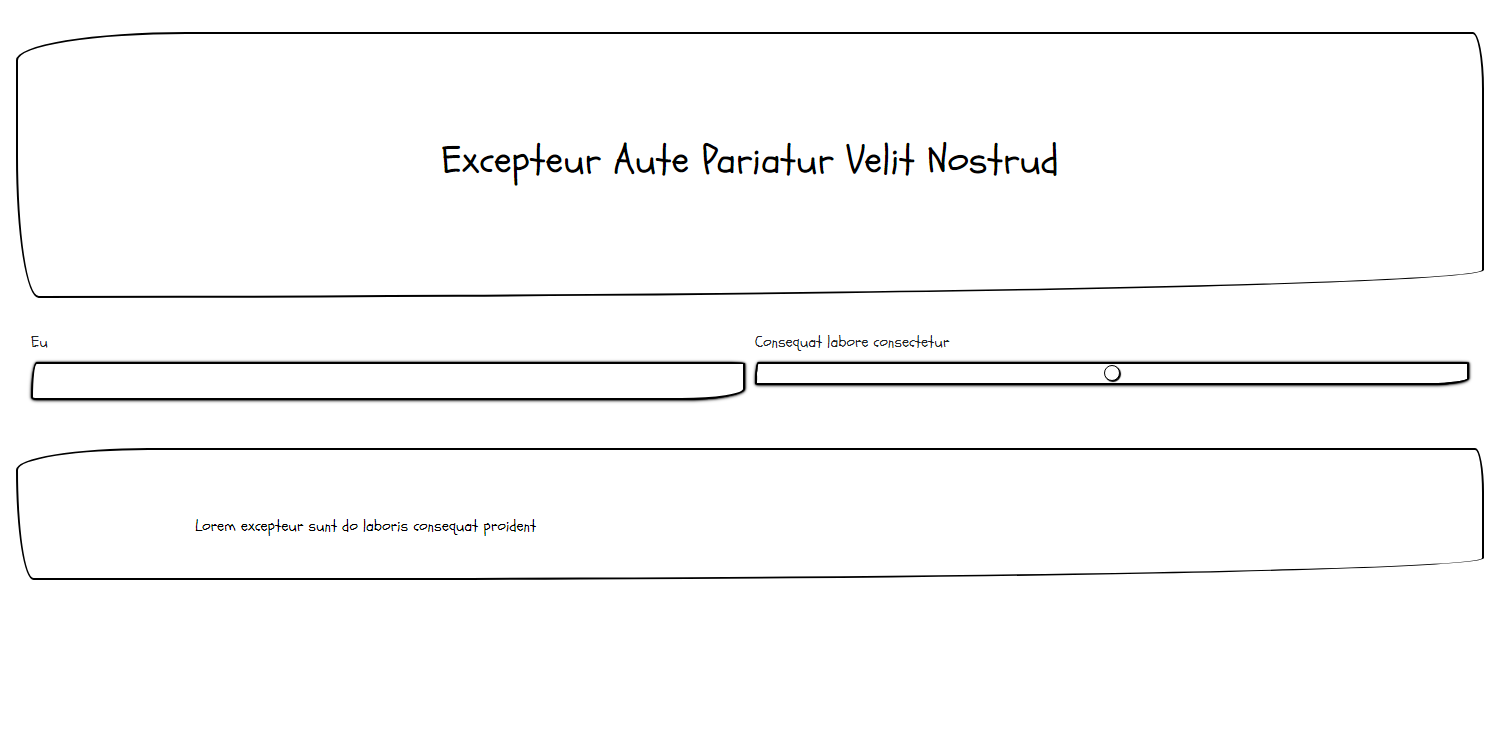 Excepteur Aute Pariatur Velit Nostrud
Eu
Consequat labore consectetur
Lorem excepteur sunt do laboris consequat proident